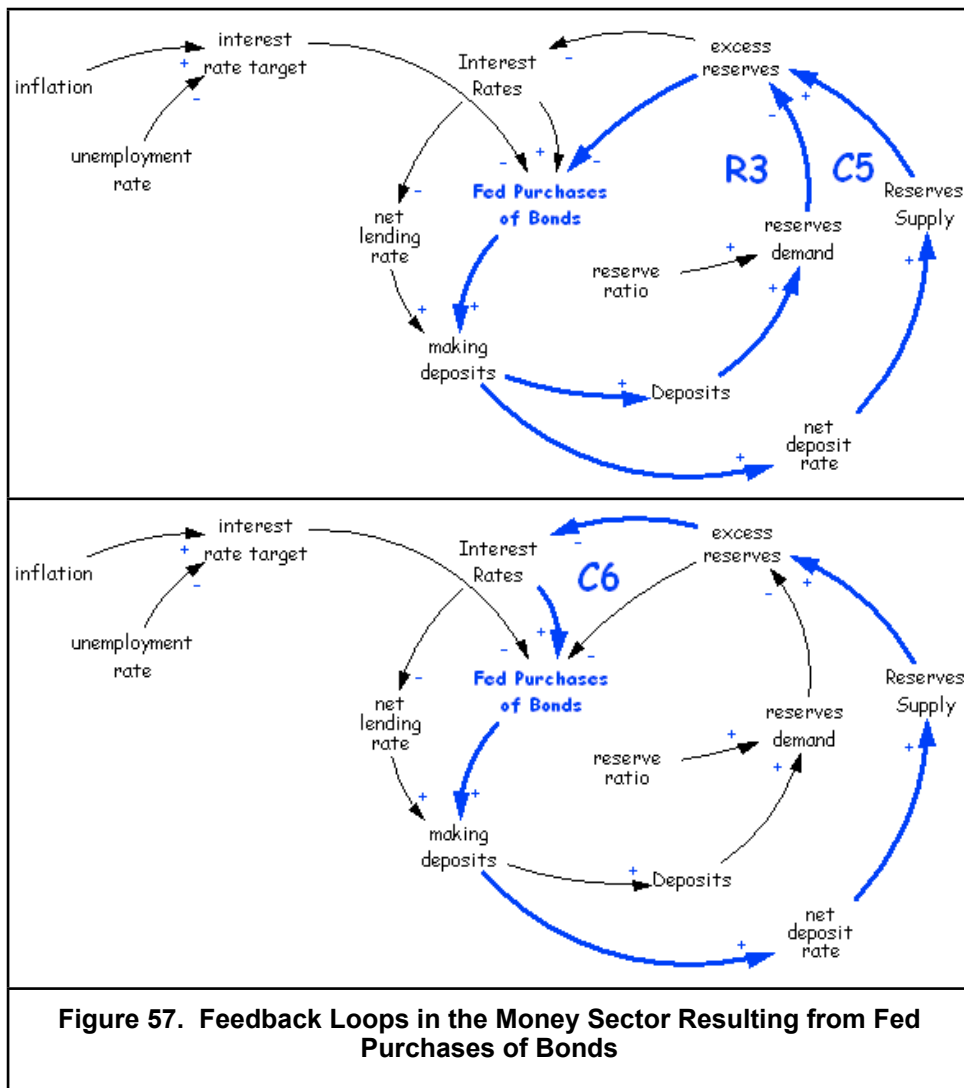 interest
rate target
inflation
+
-
unemployment
rate
Interest
Rates
-
excess
reserves
+
-
-
+
-
Fed Purchases
of Bonds
R3
C5
Reserves
Supply
-
net
lending
rate
reserves
demand
+
reserve
ratio
+
+
+
+
making
deposits
+
Deposits
net
deposit
rate
+
interest
rate target
inflation
+
-
unemployment
rate
Interest
Rates
-
C6
excess
reserves
+
-
-
+
-
Fed Purchases
of Bonds
Reserves
Supply
-
net
lending
rate
reserves
demand
+
reserve
ratio
+
+
+
+
making
deposits
+
Deposits
net
deposit
rate
+
Figure 57. Feedback Loops in the Money Sector Resulting from Fed
Purchases of Bonds